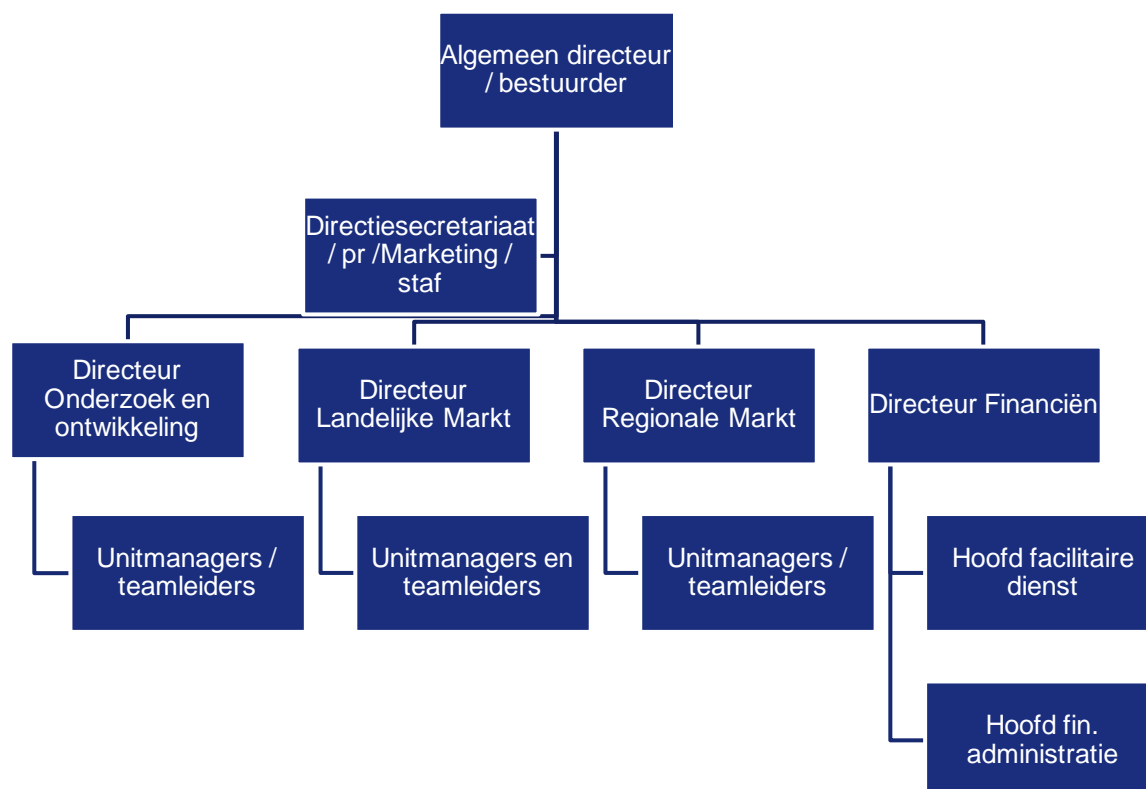 Algemeen directeur
/ bestuurder
Directiesecretariaat
/ pr /Marketing /
staf
Directeur
Onderzoek en
ontwikkeling
Directeur
Landelijke Markt
Directeur
Regionale Markt
Directeur Financiën
Unitmanagers /
teamleiders
Unitmanagers en
teamleiders
Unitmanagers /
teamleiders
Hoofd facilitaire
dienst
Hoofd fin.
administratie